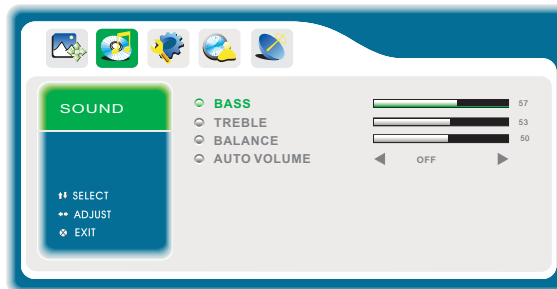 SOUND
BASS 57
TREBLE 53
BALANCE 50
AUTO VOLUME OFF
SELECT
ADJUST
EXIT